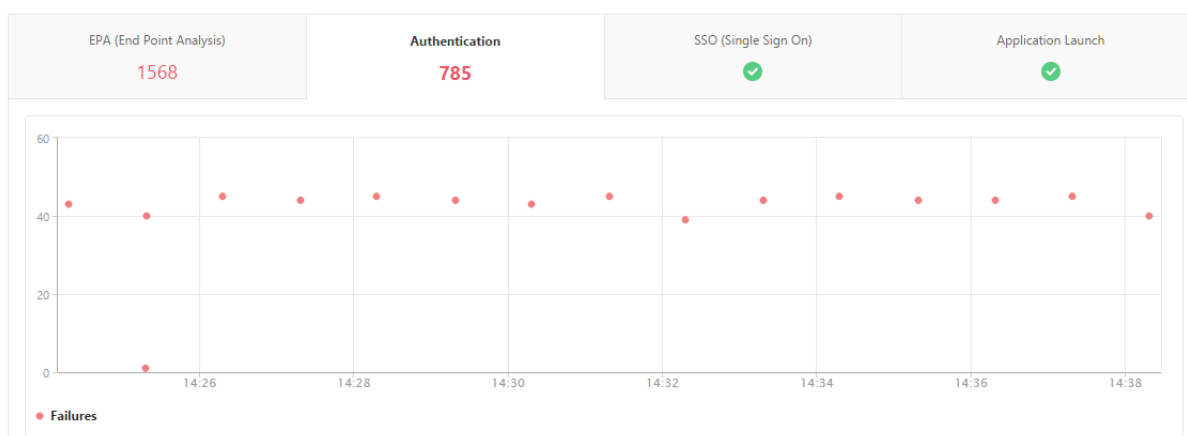 EPA (End Point Analysis)
1568
Authentication
785
SSO (Single Sign On)
Application Launch
60
40
20
0
14:26 14:28 14:30 14:32 14:34 14:36 14:38
Failures